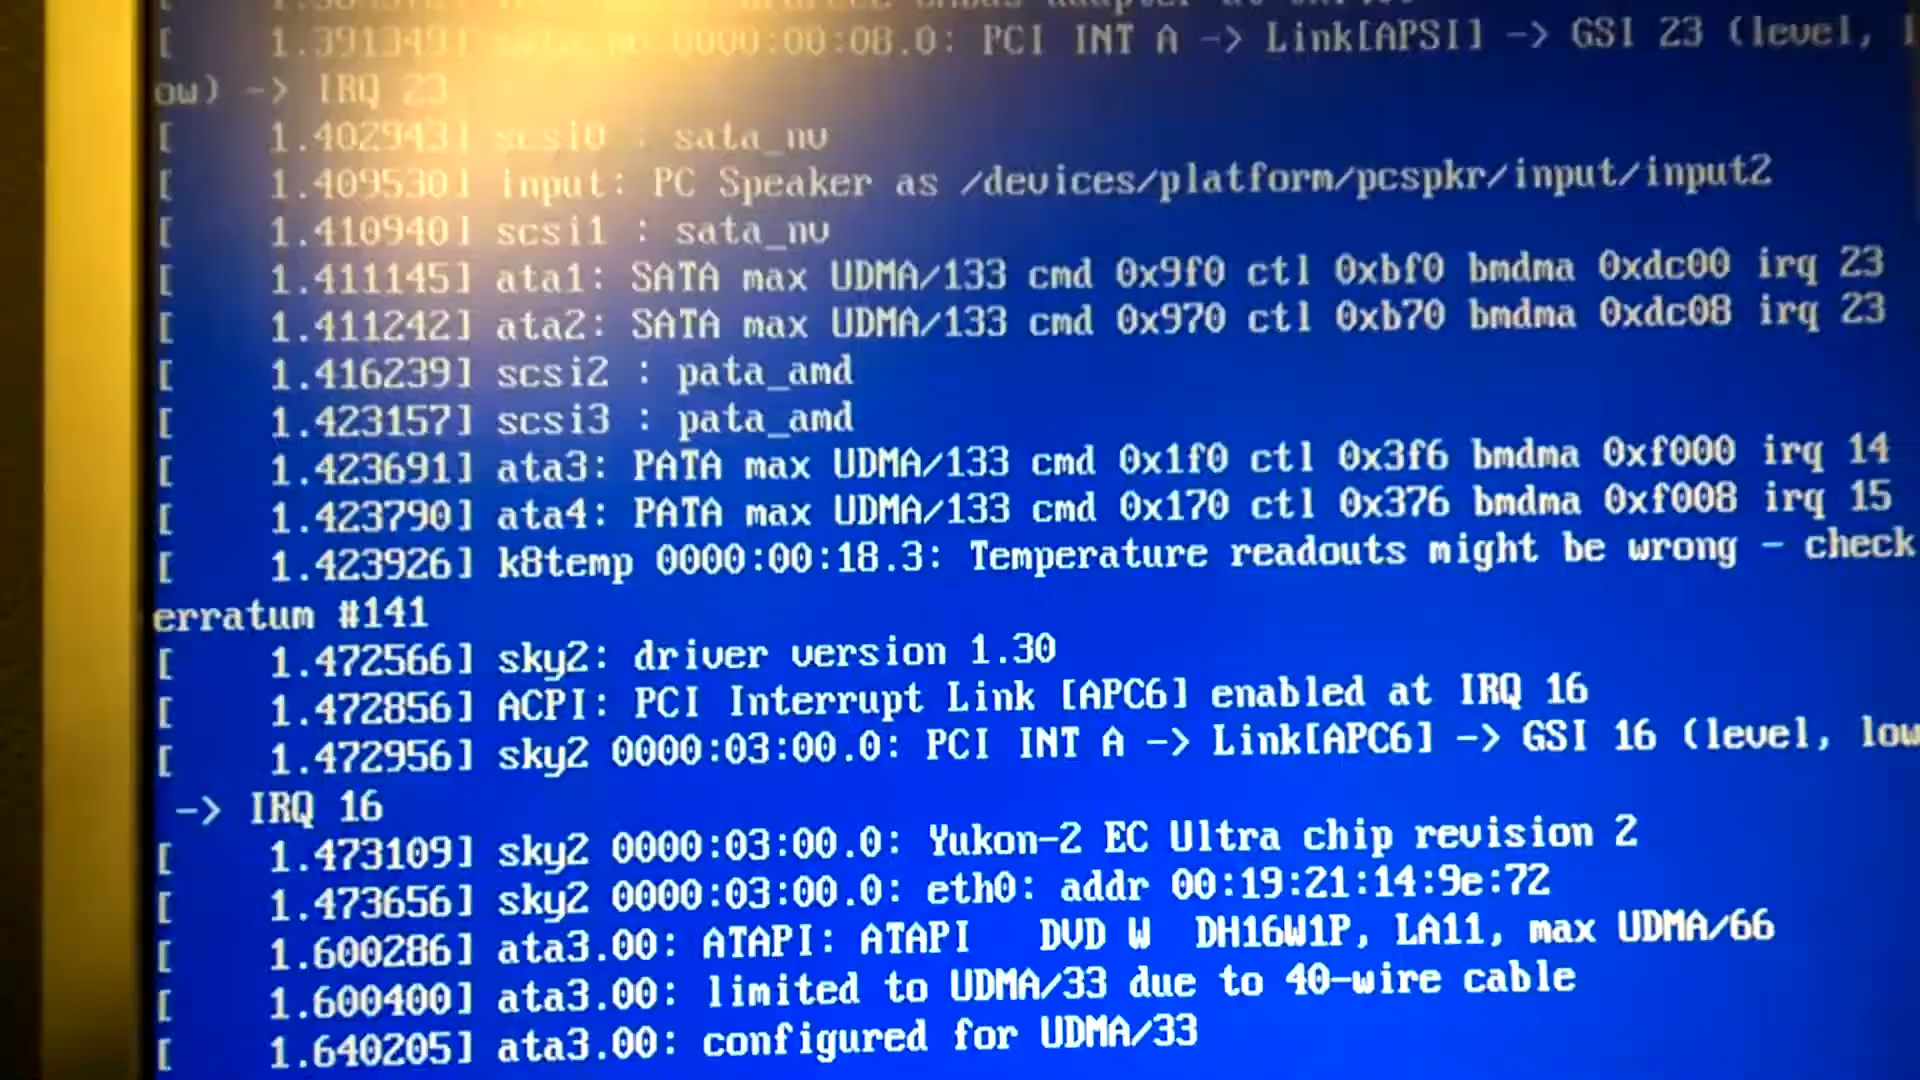 [    1.391349] sata_nv 0000:00:08.0: PCI INT A -> Link[APSI] -> GSI 23 (level, l
ow) -> IRQ 23
[    1.402943] scsi0 : sata_nv
[    1.409530] input: PC Speaker as /devices/platform/pcspkr/input/input2
[    1.410940] scsi1 : sata_nv
[    1.411145] ata1: SATA max UDMA/133 cmd 0x9f0 ctl 0xbf0 bmdma 0xdc00 irq 23
[    1.411242] ata2: SATA max UDMA/133 cmd 0x970 ctl 0xb70 bmdma 0xdc08 irq 23
[    1.416239] scsi2 : pata_amd
[    1.423157] scsi3 : pata_amd
[    1.423691] ata3: PATA max UDMA/133 cmd 0x1f0 ctl 0x3f6 bmdma 0xf000 irq 14
[    1.423790] ata4: PATA max UDMA/133 cmd 0x170 ctl 0x376 bmdma 0xf008 irq 15
[    1.423926] k8temp 0000:00:18.3: Temperature readouts might be wrong - check
erratum #141
[    1.472566] sky2: driver version 1.30
[    1.472856] ACPI: PCI Interrupt Link [APC6] enabled at IRQ 16
[    1.472956] sky2 0000:03:00.0: PCI INT A -> Link[APC6] -> GSI 16 (level, low
-> IRQ 16
[    1.473109] sky2 0000:03:00.0: Yukon-2 EC Ultra chip revision 2
[    1.473656] sky2 0000:03:00.0: eth0: addr 00:19:21:14:9e:72
[    1.600286] ata3.00: ATAPI: ATAPI   DVD W  DH16W1P, LA11, max UDMA/66
[    1.600400] ata3.00: limited to UDMA/33 due to 40-wire cable
[    1.640205] ata3.00: configured for UDMA/33